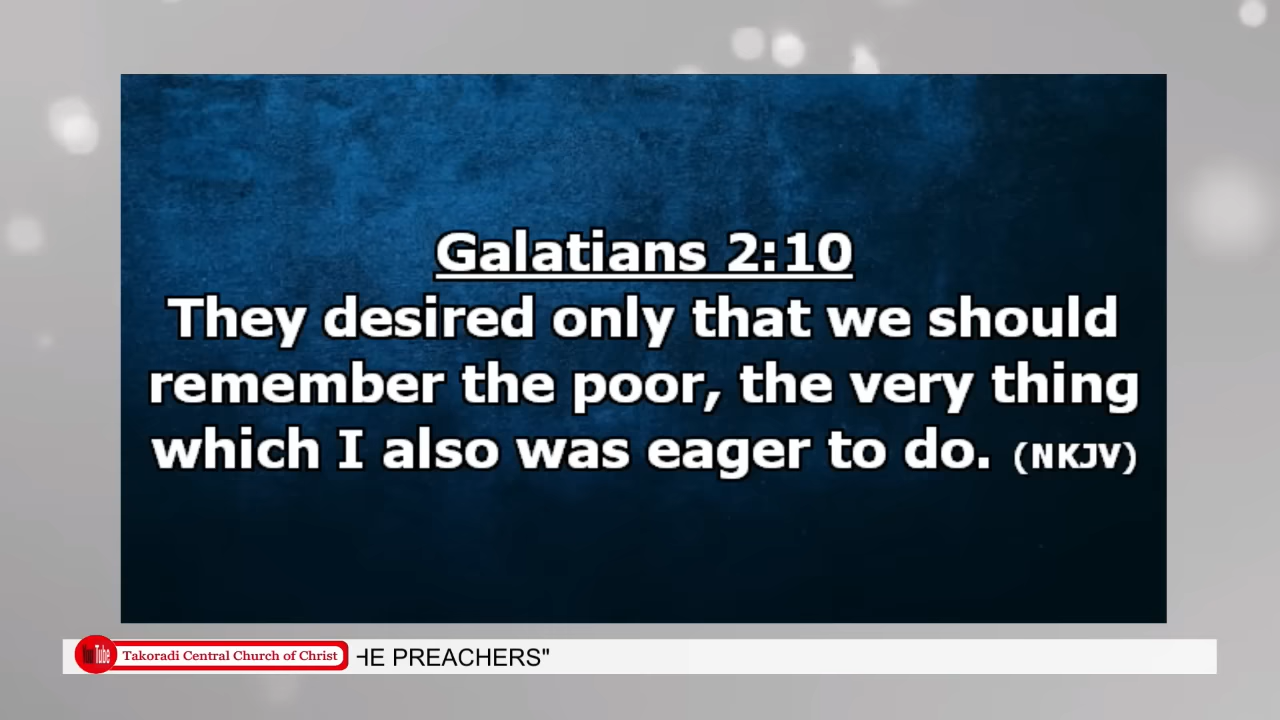 Galatians 2:10
They desired only that we should
remember the poor, the very thing
which I also was eager to do. (NKJV)
YouTube Takoradi Central Church of Christ HE PREACHERS"